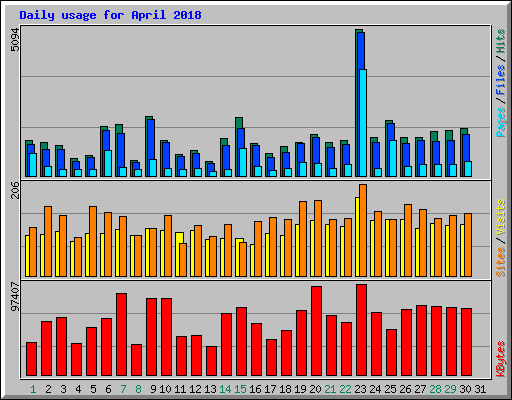 Daily usage for April 2018
5094
Pages/Files/Hits
206
Sites/Visits
97407
KBytes
1 2 3 4 5 6 7 8 9 10 11 12 13 14 15 16 17 18 19 20 21 22 23 24 25 26 27 28 29 30 31